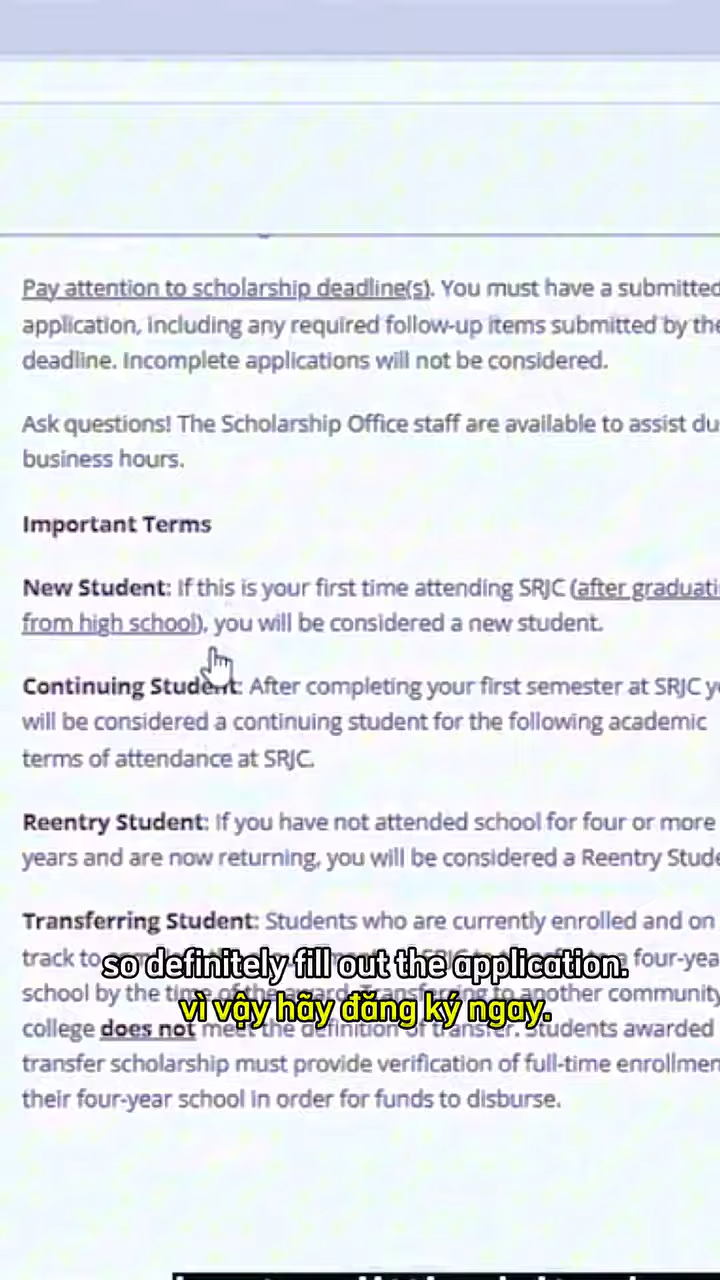 Pay attention to scholarship deadline(s). You must have a submitted
application, including any required follow-up items submitted by the
deadline. Incomplete applications will not be considered.
Ask questions! The Scholarship Office staff are available to assist du
business hours.
Important Terms
New Student: If this is your first time attending SRJC (after graduati
from high school), you will be considered a new student.
Continuing Student: After completing your first semester at SRJC y
will be considered a continuing student for the following academic
terms of attendance at SRJC.
Reentry Student: If you have not attended school for four or more
years and are now returning, you will be considered a Reentry Stude
Transferring Student: Students who are currently enrolled and on
track to four-yea
so definitely fill out the application.
school by the time of the award. Transferring to another community
vì vậy hãy đăng ký ngay.
college does not meet the definition of transfer. Students awarded
transfer scholarship must provide verification of full-time enrollmen
their four-year school in order for funds to disburse.